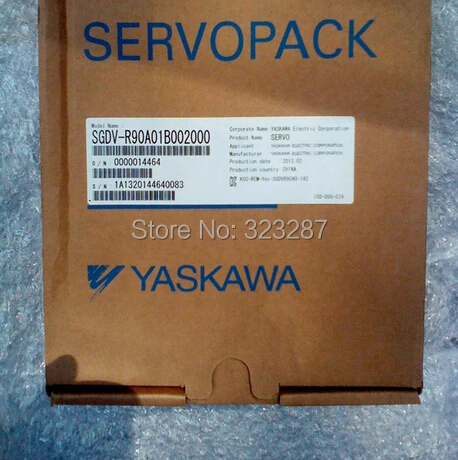 SERVOPACK
Model Name
SGDV-R90A01B002000
O/N 0000014464
S/N 1A1320144640083
Corporate Name YASKAWA Electric Corporation
Product Name SERVO
Applicant YASKAWA ELECTRIC CORPORATION
Manufacturer YASKAWA ELECTRIC CORPORATION
Production date
Production country CHINA
Store No: 323287
YASKAWA